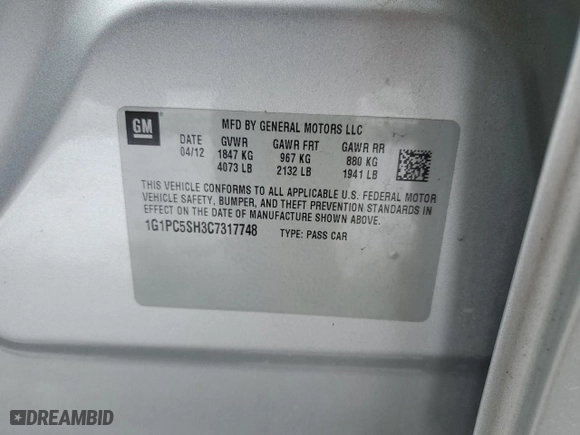 GM
MFD BY GENERAL MOTORS LLC
DATE GVWR GAWR FRT GAWR RR
04/12 1847 KG 967 KG 880 KG
4073 LB 2132 LB 1941 LB
THIS VEHICLE CONFORMS TO ALL APPLICABLE U.S. FEDERAL MOTOR
VEHICLE SAFETY, BUMPER, AND THEFT PREVENTION STANDARDS IN
EFFECT ON THE DATE OF MANUFACTURE SHOWN ABOVE.
1G1PC5SH3C7317748 TYPE: PASS CAR
DREAMBID